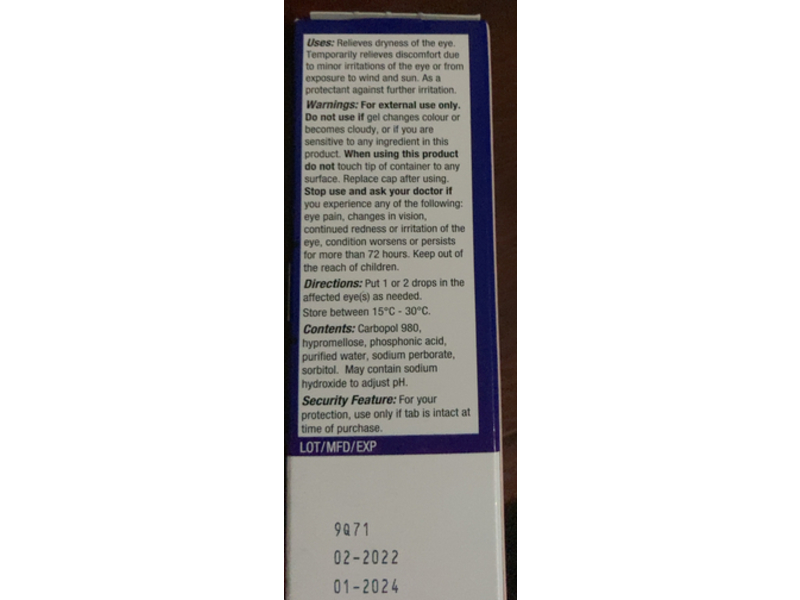 Uses: Relieves dryness of the eye.
Temporarily relieves discomfort due
to minor irritations of the eye or from
exposure to wind and sun. As a
protectant against further irritation.
Warnings: For external use only.
Do not use if gel changes colour or
becomes cloudy, or if you are
sensitive to any ingredient in this
product. When using this product
do not touch tip of container to any
surface. Replace cap after using.
Stop use and ask your doctor if
you experience any of the following:
eye pain, changes in vision,
continued redness or irritation of the
eye, condition worsens or persists
for more than 72 hours. Keep out of
the reach of children.
Directions: Put 1 or 2 drops in the
affected eye(s) as needed.
Store between 15°C - 30°C.
Contents: Carbopol 980,
hypromellose, phosphonic acid,
purified water, sodium perborate,
sorbitol. May contain sodium
hydroxide to adjust pH.
Security Feature: For your
protection, use only if tab is intact at
time of purchase.
LOT/MFD/EXP
9Q71
02-2022
01-2024